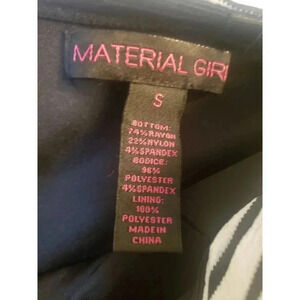 MATERIAL GIRL
S
BOTTOM:
74%RAYON
22%NYLON
4%SPANDEX
BODICE:
96%
POLYESTER
4%SPANDEX
LINING:
100%
POLYESTER
MADE IN
CHINA